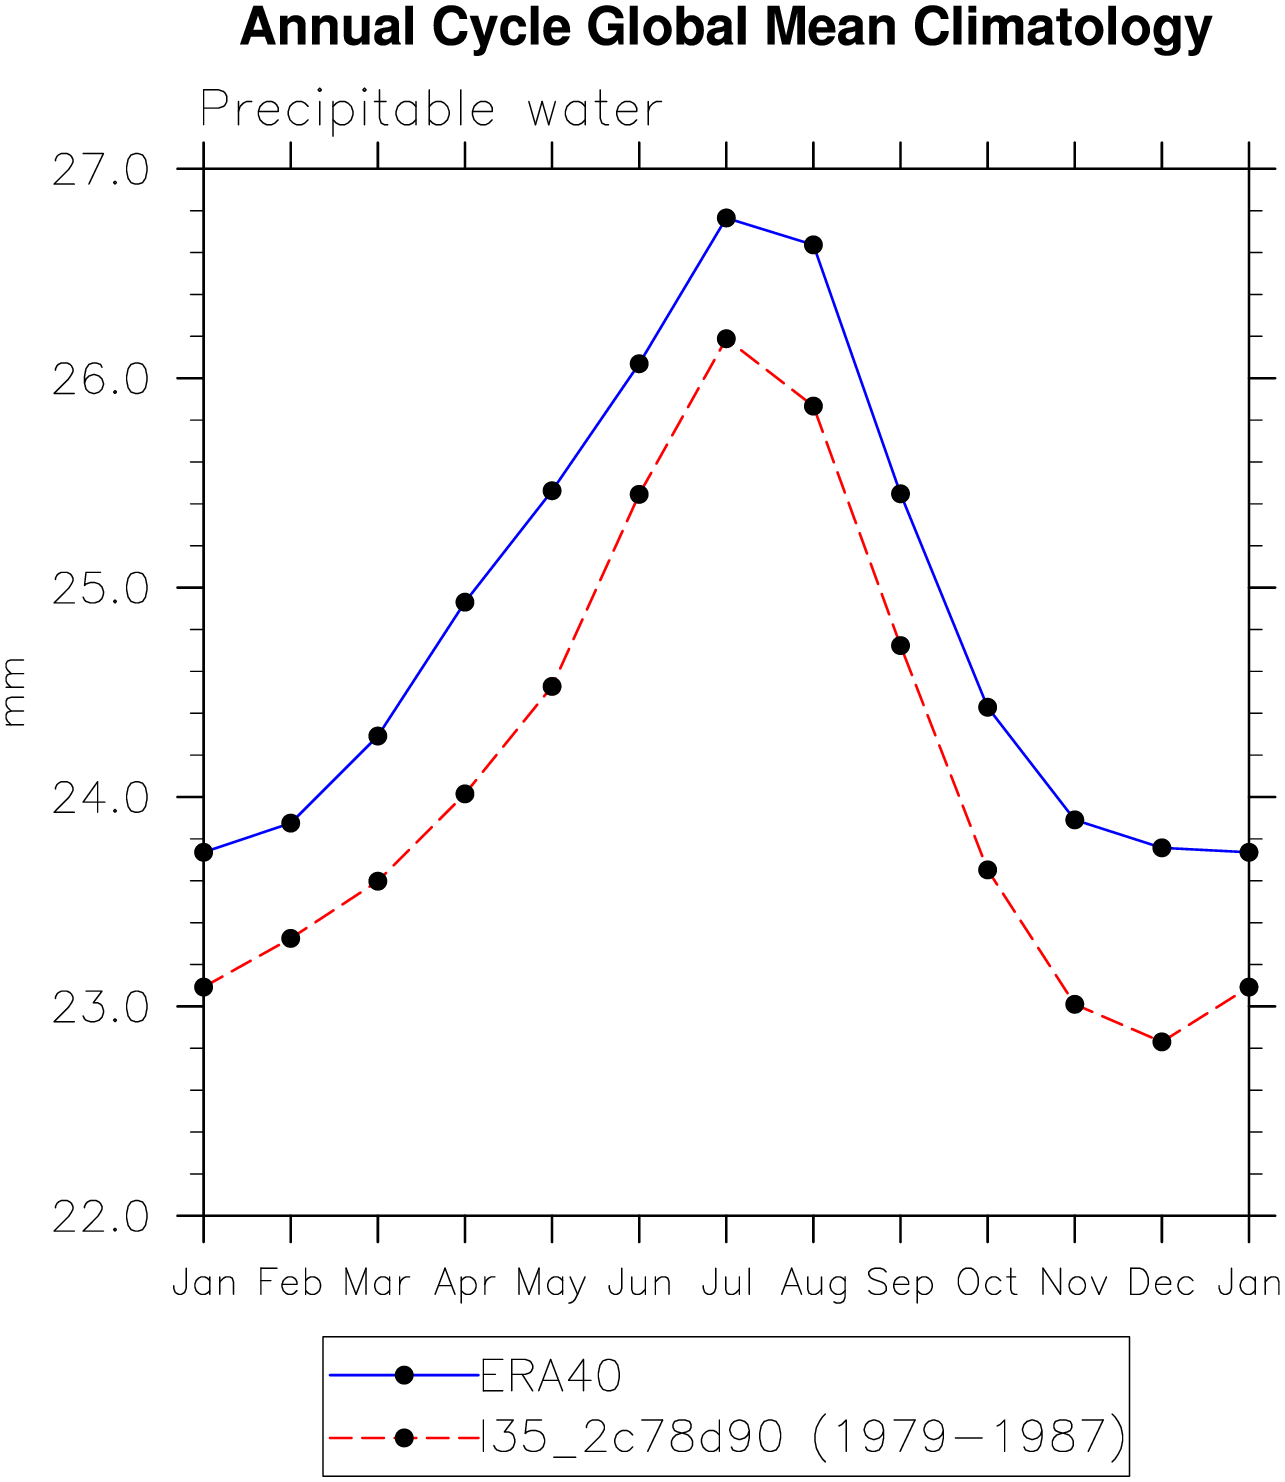 Annual Cycle Global Mean Climatology
Precipitable water
27.0
26.0
25.0
24.0
23.0
22.0
mm
Jan Feb Mar Apr May Jun Jul Aug Sep Oct Nov Dec Jan
ERA40
I35_2c78d90 (1979-1987)